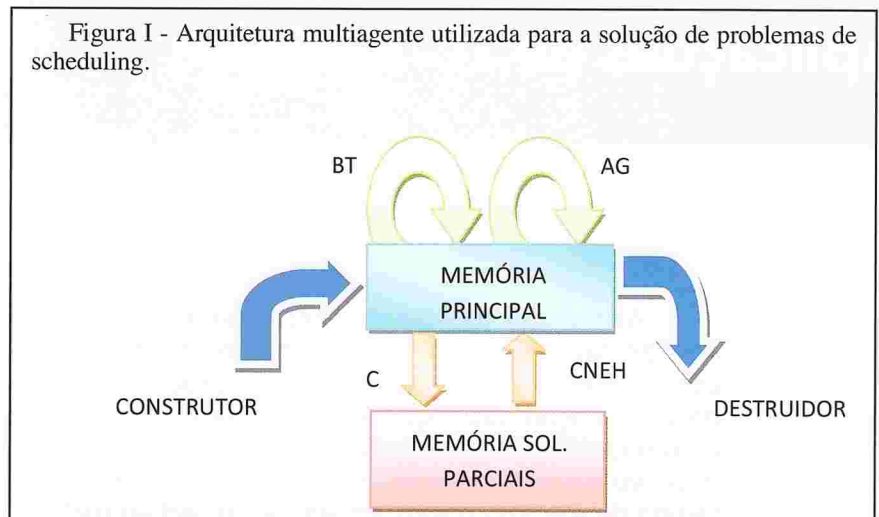 Figura I - Arquitetura multiagente utilizada para a solução de problemas de
scheduling.
BT
AG
MEMÓRIA
PRINCIPAL
C
CNEH
CONSTRUTOR
DESTRUIDOR
MEMÓRIA SOL.
PARCIAIS